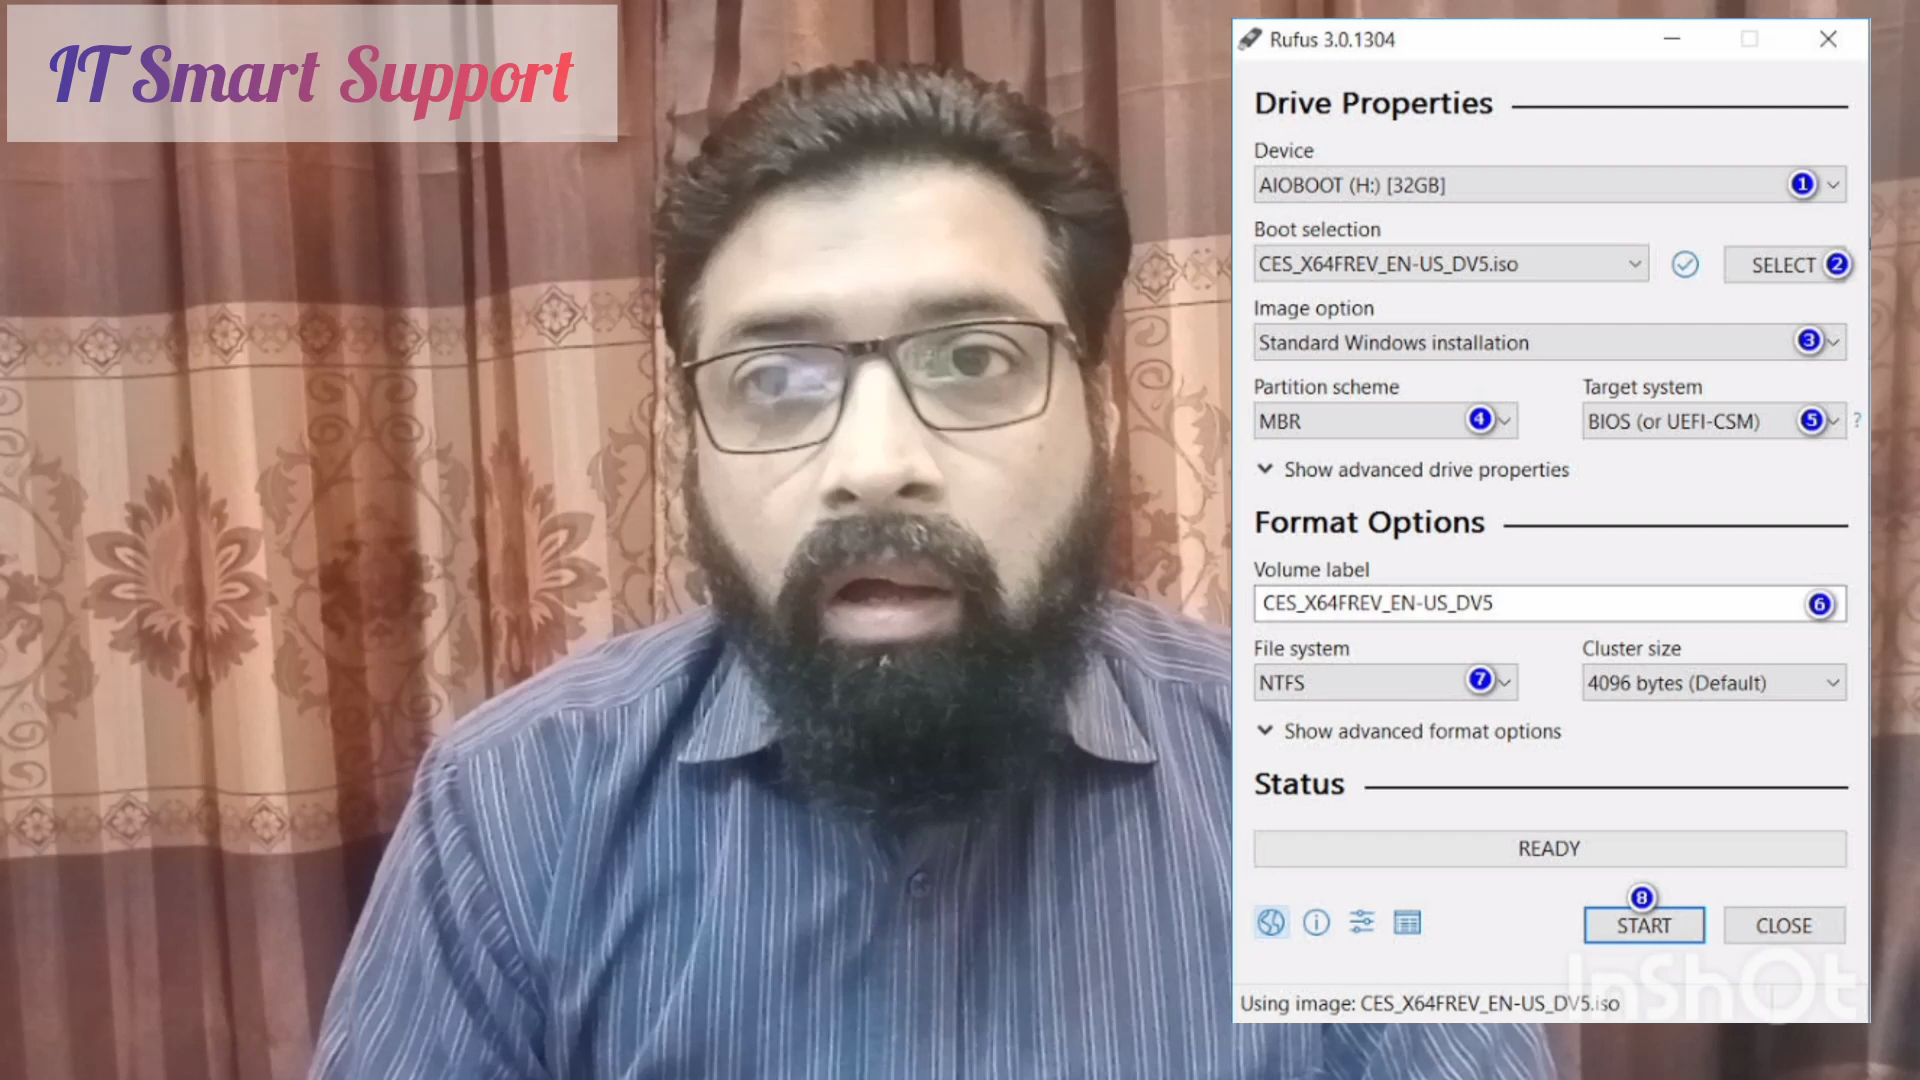 IT Smart Support
Rufus 3.0.1304
Drive Properties
Device
AIOBOOT (H:) [32GB]
1
Boot selection
CES_X64FREV_EN-US_DV5.iso
SELECT
2
Image option
Standard Windows installation
3
Partition scheme
Target system
MBR
4
BIOS (or UEFI-CSM)
5
?
Show advanced drive properties
Format Options
Volume label
CES_X64FREV_EN-US_DV5
6
File system
Cluster size
NTFS
7
4096 bytes (Default)
Show advanced format options
Status
READY
8
START
CLOSE
InShOt
Using image: CES_X64FREV_EN-US_DV5.iso